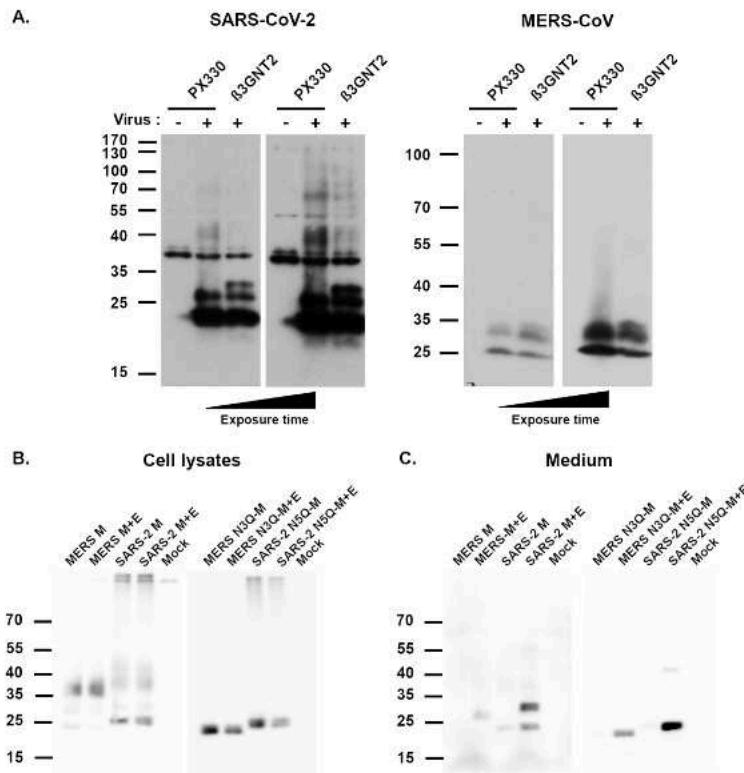 A.
SARS-CoV-2
MERS-CoV
PX330 ß3GNT2 PX330 ß3GNT2
PX330 ß3GNT2 PX330 ß3GNT2
Virus : - + + - + +
- + + - + +
170
130
100
70
55
40
35
25
15
100
70
55
40
35
25
Exposure time
Exposure time
B.
Cell lysates
MERS M
MERS M+E
SARS-2 M
SARS-2 M+E
Mock
MERS N3Q-M
MERS N3Q-M+E
SARS-2 N5Q-M
SARS-2 N5Q-M+E
Mock
70
55
40
35
25
15
C.
Medium
MERS M
MERS-M+E
SARS-2 M
SARS-2 M+E
Mock
MERS N3Q-M
MERS N3Q-M+E
SARS-2 N5Q-M
SARS-2 N5Q-M+E
Mock
70
55
40
35
25
15